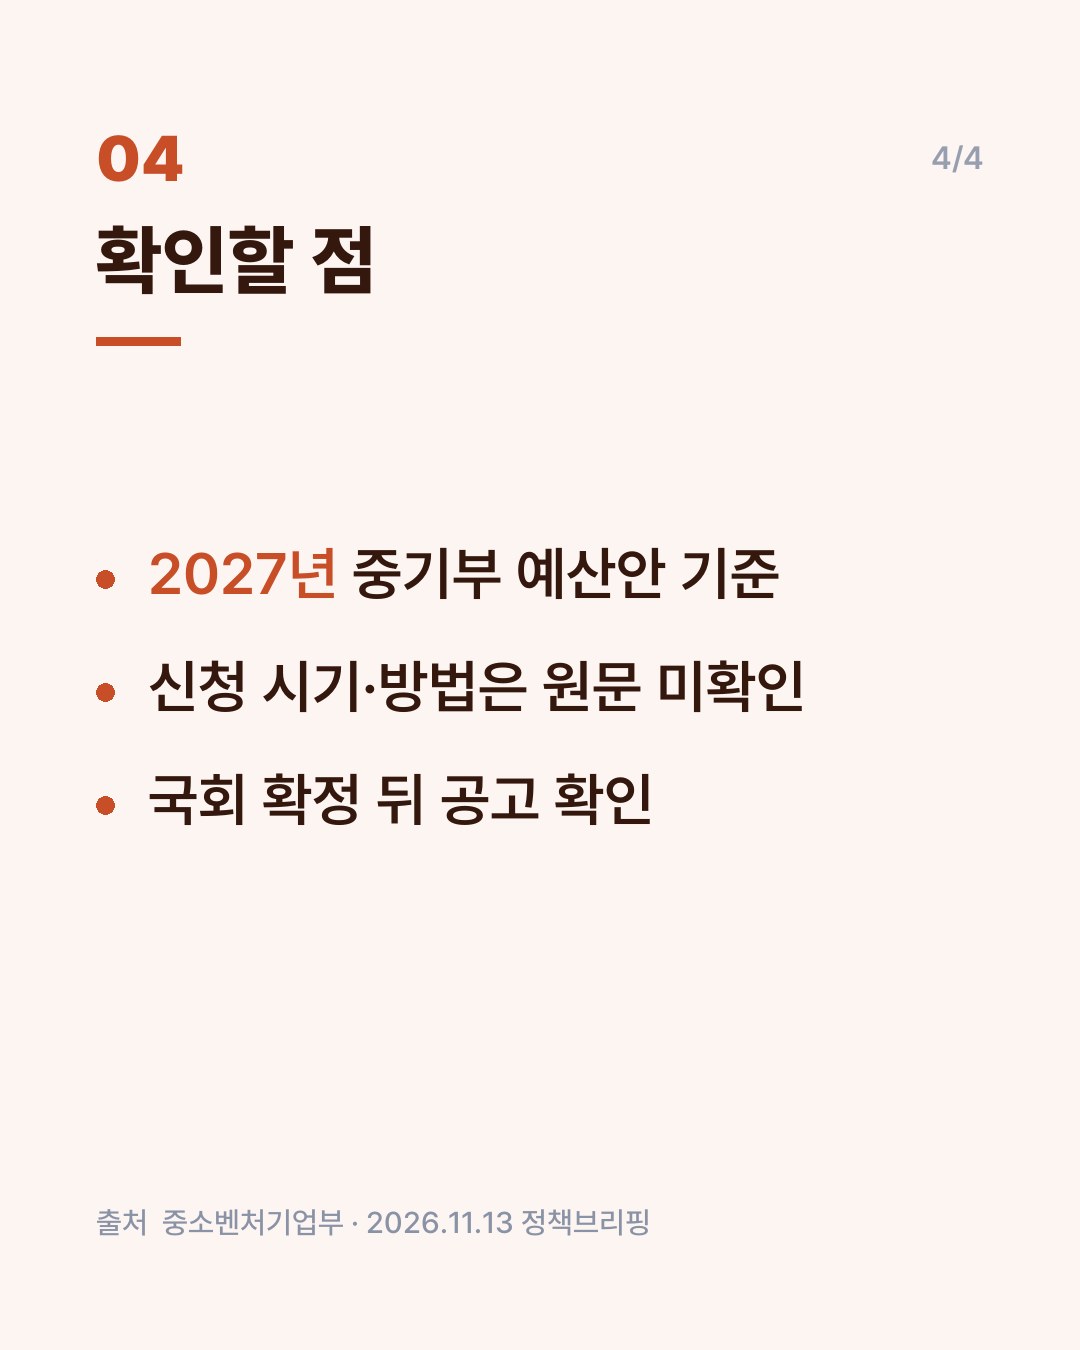 04
4/4
확인할 점
2027년 중기부 예산안 기준
신청 시기·방법은 원문 미확인
국회 확정 뒤 공고 확인
출처 중소벤처기업부 · 2026.11.13 정책브리핑